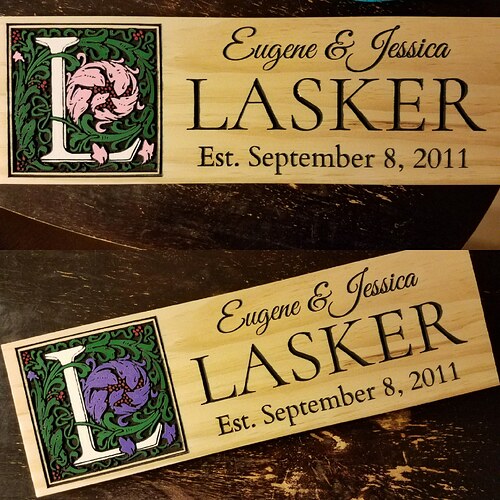 L
Eugene & Jessica
LASKER
Est. September 8, 2011
L
Eugene & Jessica
LASKER
Est. September 8, 2011